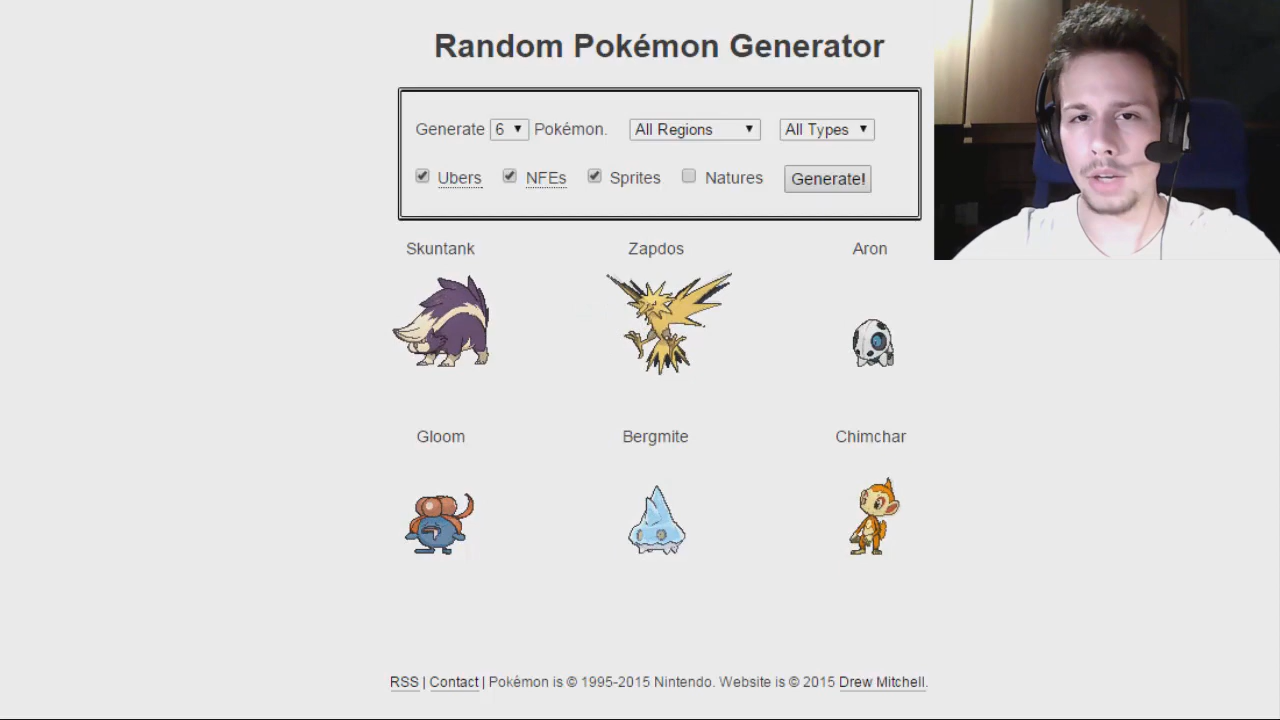 Random Pokémon Generator
Generate 6 Pokémon. All Regions All Types
Ubers NFEs Sprites Natures Generate!
Skuntank Zapdos Aron
Gloom Bergmite Chimchar
RSS | Contact | Pokémon is © 1995-2015 Nintendo. Website is © 2015 Drew Mitchell.